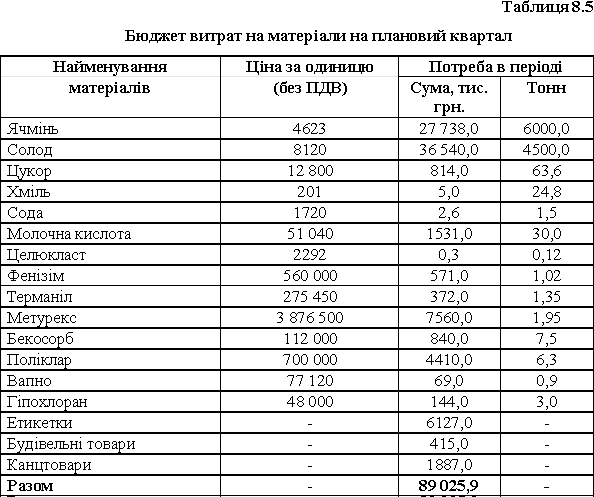 Таблиця 8.5
Бюджет витрат на матеріали на плановий квартал
Найменування матеріалів Ціна за одиницю (без ПДВ) Потреба в періоді
Сума, тис. грн. Тонн
Ячмінь 4623 27 738,0 6000,0
Солод 8120 36 540,0 4500,0
Цукор 12 800 814,0 63,6
Хміль 201 5,0 24,8
Сода 1720 2,6 1,5
Молочна кислота 51 040 1531,0 30,0
Целюкласт 2292 0,3 0,12
Фенізім 560 000 571,0 1,02
Терманіл 275 450 372,0 1,35
Метурекс 3 876 500 7560,0 1,95
Бекосорб 112 000 840,0 7,5
Поліклар 700 000 4410,0 6,3
Вапно 77 120 69,0 0,9
Гіпохлоран 48 000 144,0 3,0
Етикетки - 6127,0 -
Будівельні товари - 415,0 -
Канцтовари - 1887,0 -
Разом - 89 025,9 -